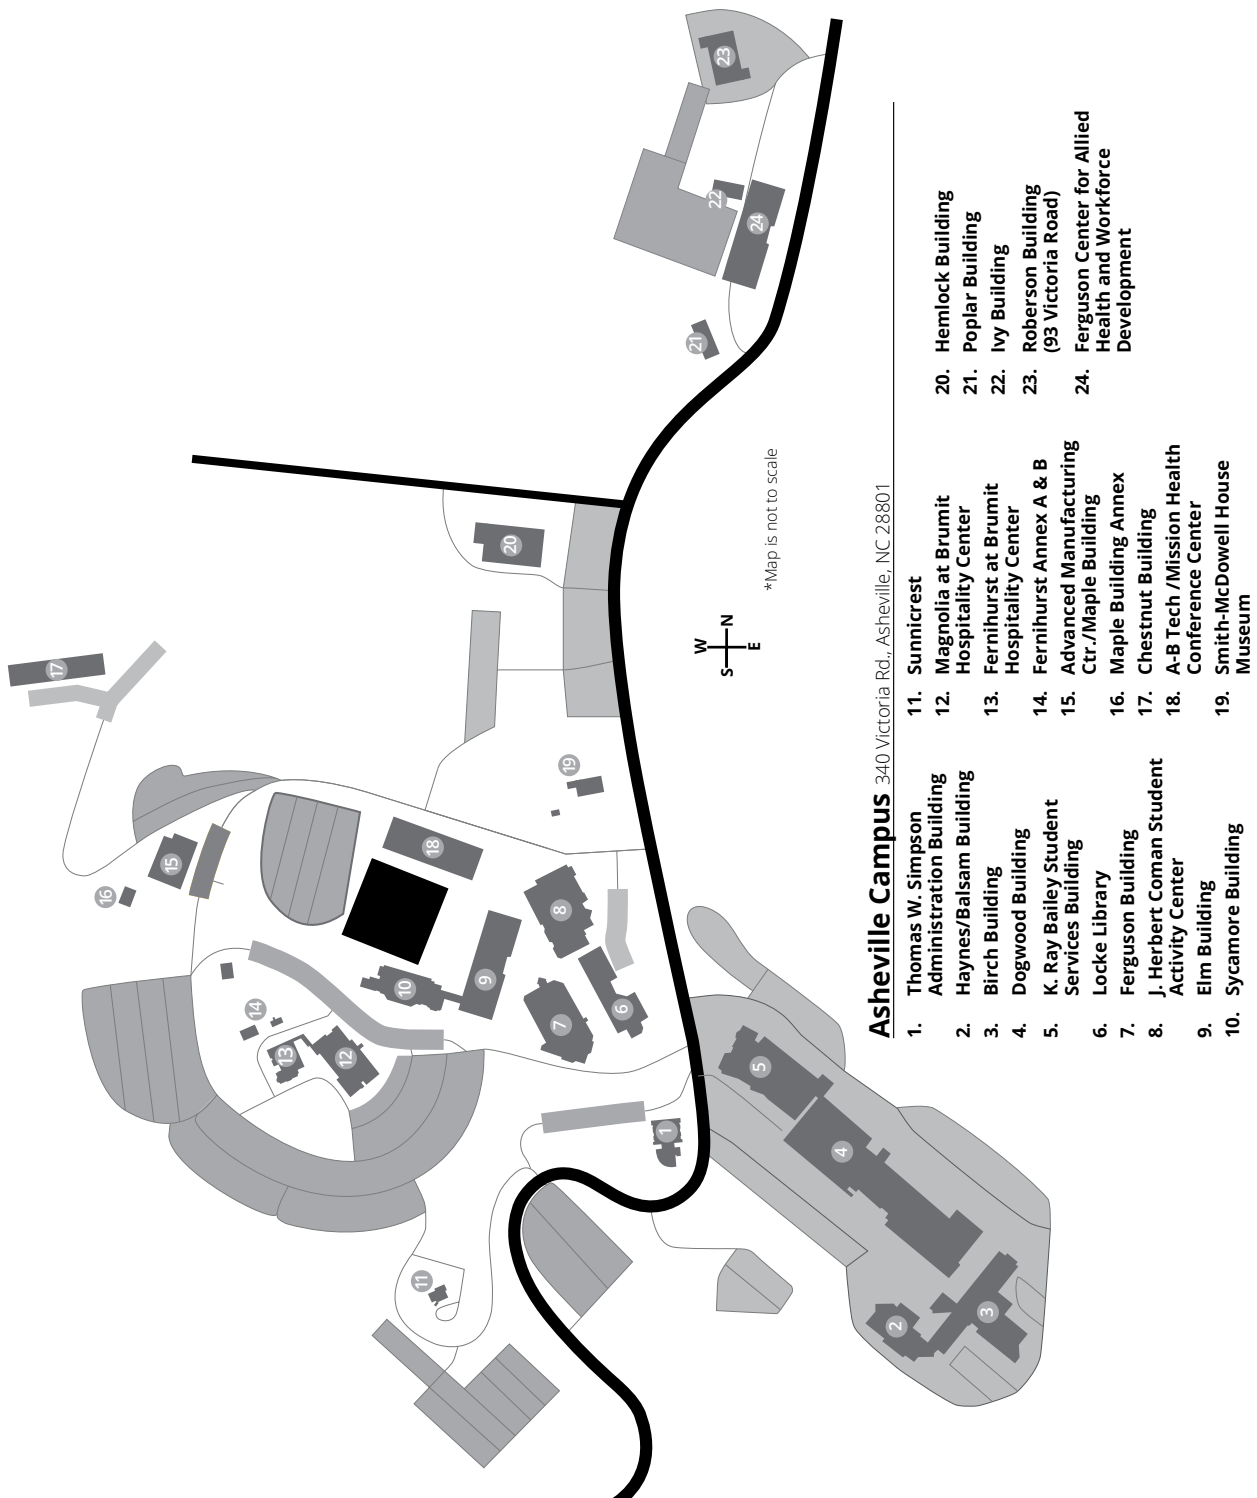 23
22
24
21
20
17
19
15
16
18
8
9
10
6
7
14
13
12
5
1
4
11
3
2
*Map is not to scale
W
N
S
E
Asheville Campus 340 Victoria Rd., Asheville, NC 28801
1. Thomas W. Simpson
Administration Building
2. Haynes/Balsam Building
3. Birch Building
4. Dogwood Building
5. K. Ray Bailey Student
Services Building
6. Locke Library
7. Ferguson Building
8. J. Herbert Coman Student
Activity Center
9. Elm Building
10. Sycamore Building
11. Sunnicrest
12. Magnolia at Brumit
Hospitality Center
13. Fernihurst at Brumit
Hospitality Center
14. Fernihurst Annex A & B
15. Advanced Manufacturing
Ctr./Maple Building
16. Maple Building Annex
17. Chestnut Building
18. A-B Tech /Mission Health
Conference Center
19. Smith-McDowell House
Museum
20. Hemlock Building
21. Poplar Building
22. Ivy Building
23. Roberson Building
(93 Victoria Road)
24. Ferguson Center for Allied
Health and Workforce
Development